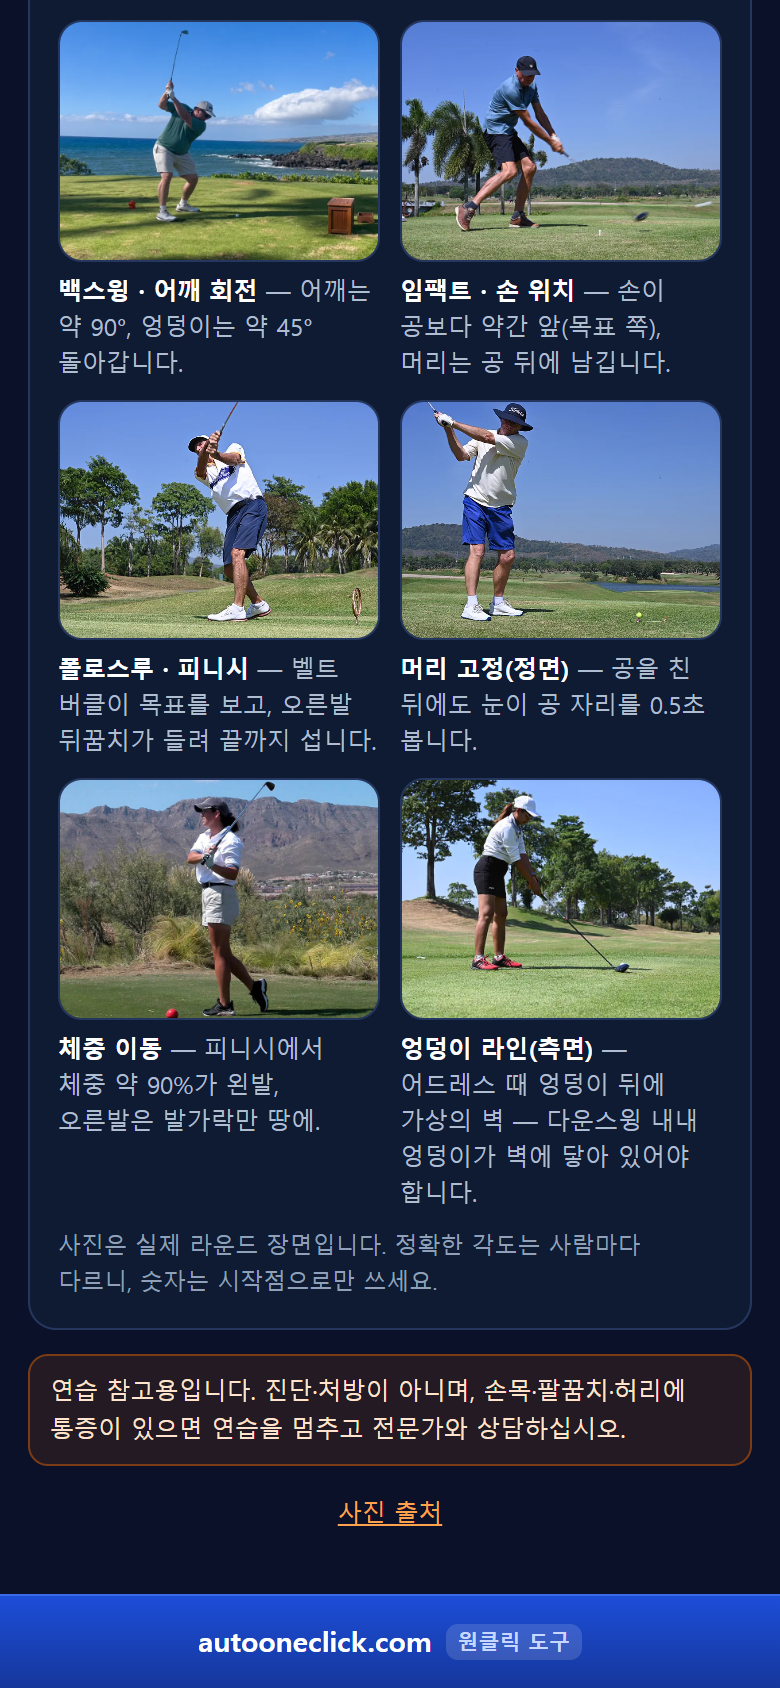 백스윙 · 어깨 회전 — 어깨는
약 90°, 엉덩이는 약 45°
돌아갑니다.
임팩트 · 손 위치 — 손이
공보다 약간 앞(목표 쪽),
머리는 공 뒤에 남깁니다.
폴로스루 · 피니시 — 벨트
버클이 목표를 보고, 오른발
뒤꿈치가 들려 끝까지 섭니다.
머리 고정(정면) — 공을 친
뒤에도 눈이 공 자리를 0.5초
봅니다.
체중 이동 — 피니시에서
체중 약 90%가 왼발,
오른발은 발가락만 땅에.
엉덩이 라인(측면) —
어드레스 때 엉덩이 뒤에
가상의 벽 — 다운스윙 내내
엉덩이가 벽에 닿아 있어야
합니다.
사진은 실제 라운드 장면입니다. 정확한 각도는 사람마다
다르니, 숫자는 시작점으로만 쓰세요.
연습 참고용입니다. 진단·처방이 아니며, 손목·팔꿈치·허리에
통증이 있으면 연습을 멈추고 전문가와 상담하십시오.
사진 출처
autooneclick.com 원클릭 도구